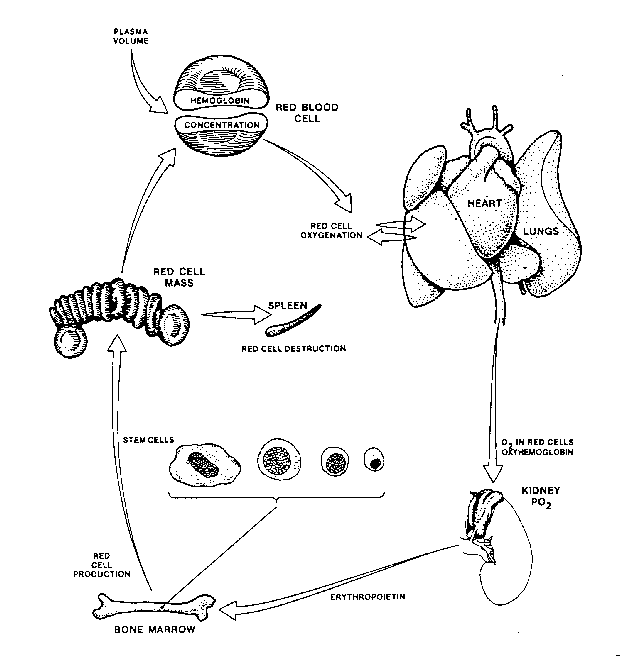 PLASMA
VOLUME
HEMOGLOBIN
CONCENTRATION
RED BLOOD
CELL
HEART
LUNGS
RED CELL
OXYGENATION
RED CELL
MASS
SPLEEN
RED CELL DESTRUCTION
STEM CELLS
O2 IN RED CELLS
OXYHEMOGLOBIN
KIDNEY
PO2
RED
CELL
PRODUCTION
ERYTHROPOIETIN
BONE MARROW